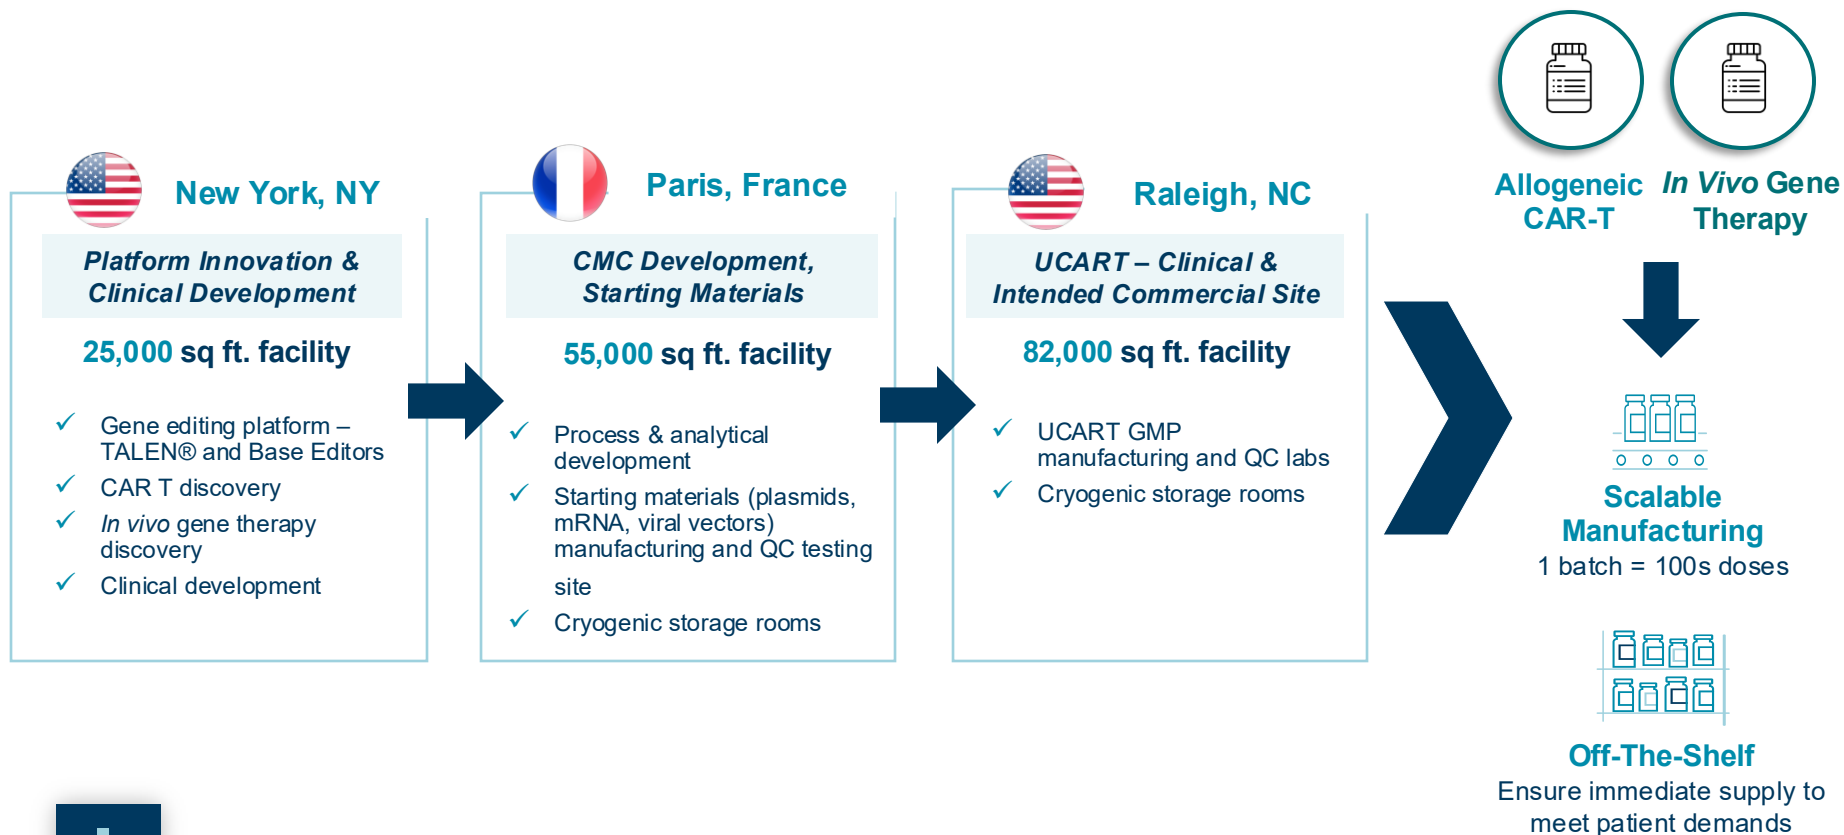 New York, NY
Platform Innovation &
Clinical Development
25,000 sq ft. facility
✓ Gene editing platform –
TALEN® and Base Editors
✓ CAR T discovery
✓ In vivo gene therapy
discovery
✓ Clinical development
Paris, France
CMC Development,
Starting Materials
55,000 sq ft. facility
✓ Process & analytical
development
✓ Starting materials (plasmids,
mRNA, viral vectors)
manufacturing and QC testing
site
✓ Cryogenic storage rooms
Raleigh, NC
UCART – Clinical &
Intended Commercial Site
82,000 sq ft. facility
✓ UCART GMP
manufacturing and QC labs
✓ Cryogenic storage rooms
Allogeneic
CAR-T
In Vivo Gene
Therapy
Scalable
Manufacturing
1 batch = 100s doses
Off-The-Shelf
Ensure immediate supply to
meet patient demands